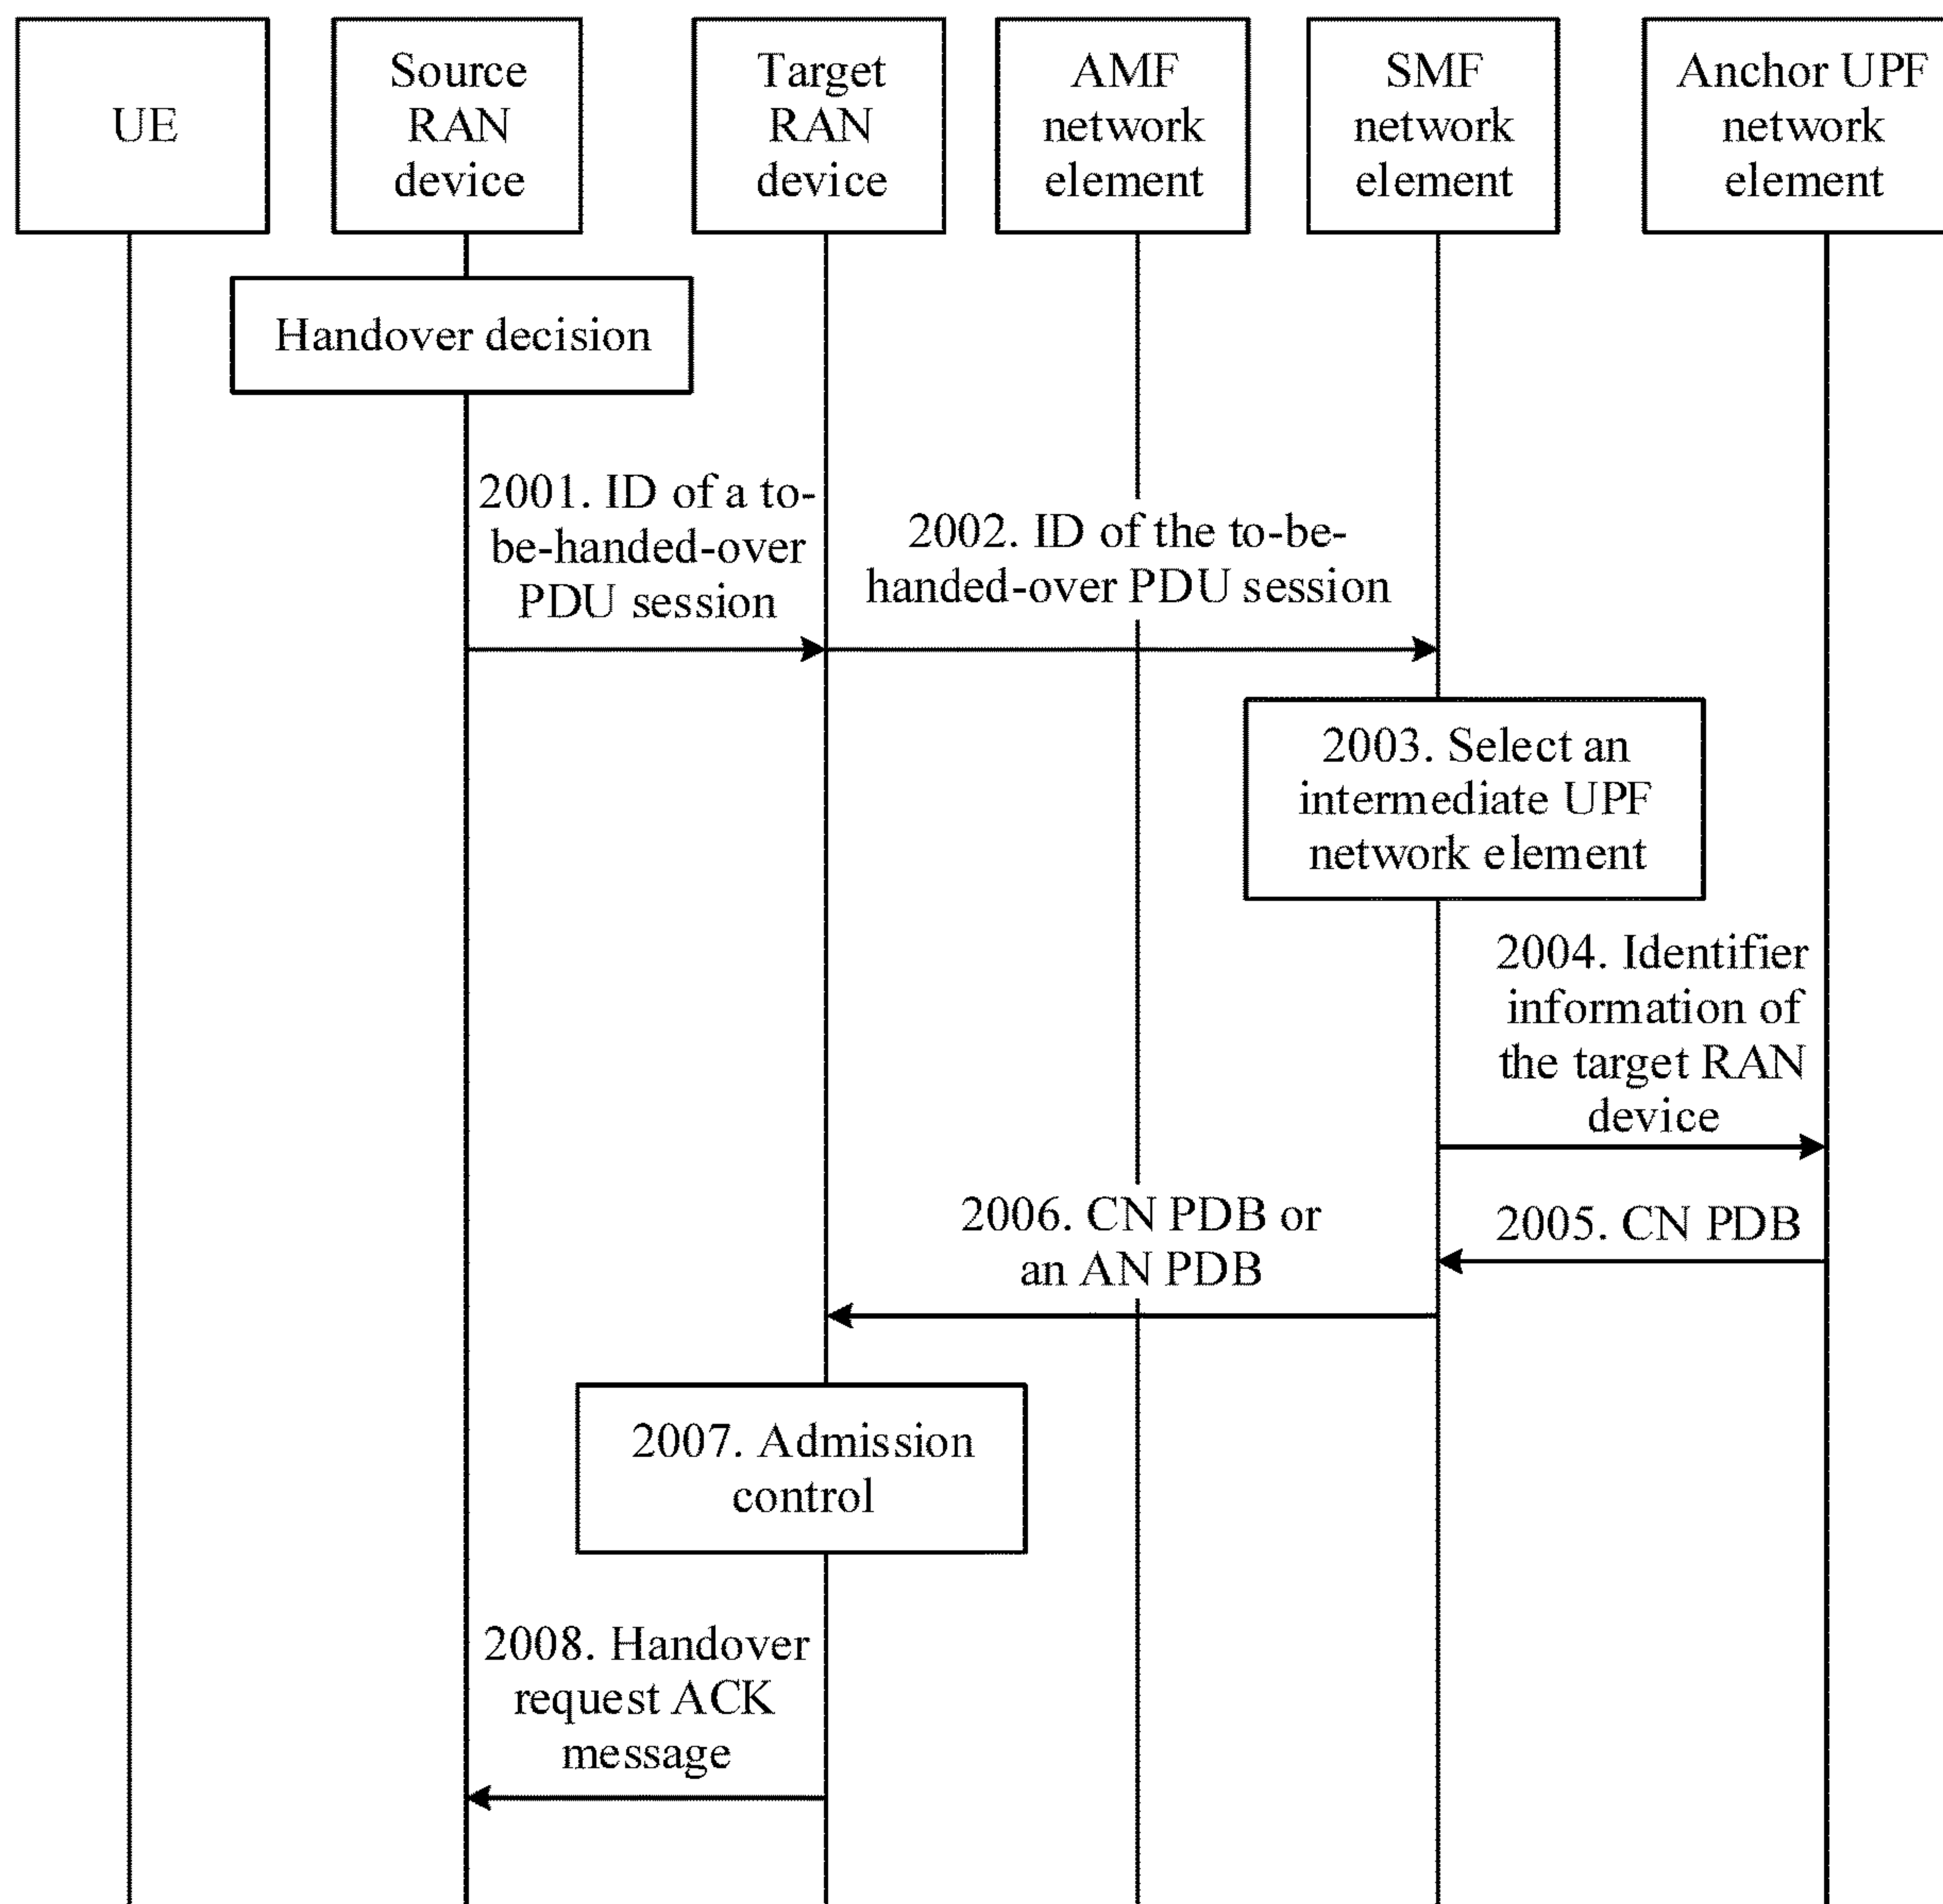 UE
Source
RAN
device
Target
RAN
device
AMF
network
element
SMF
network
element
Anchor UPF
network
element
Handover decision
2001. ID of a to-
be-handed-over
PDU session
2002. ID of the to-be-
handed-over PDU session
2003. Select an
intermediate UPF
network element
2004. Identifier
information of
the target RAN
device
2005. CN PDB
2006. CN PDB or
an AN PDB
2007. Admission
control
2008. Handover
request ACK
message